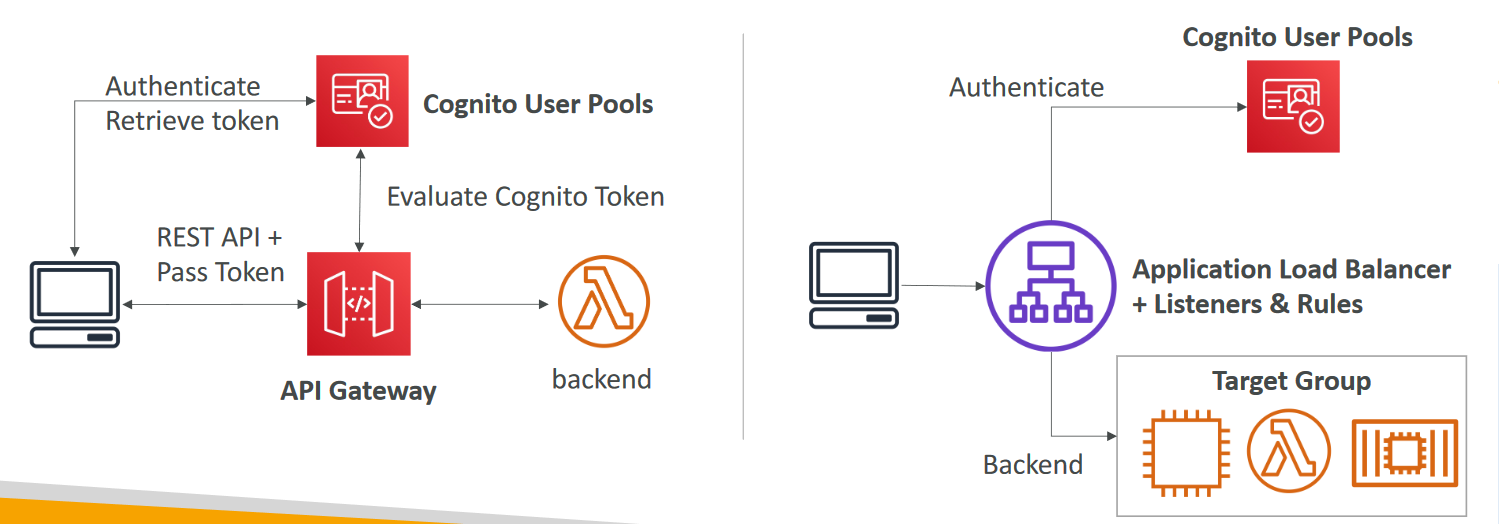 Authenticate
Retrieve token
Cognito User Pools
Evaluate Cognito Token
REST API +
Pass Token
</>
API Gateway
backend
Cognito User Pools
Authenticate
Application Load Balancer
+ Listeners & Rules
Target Group
Backend